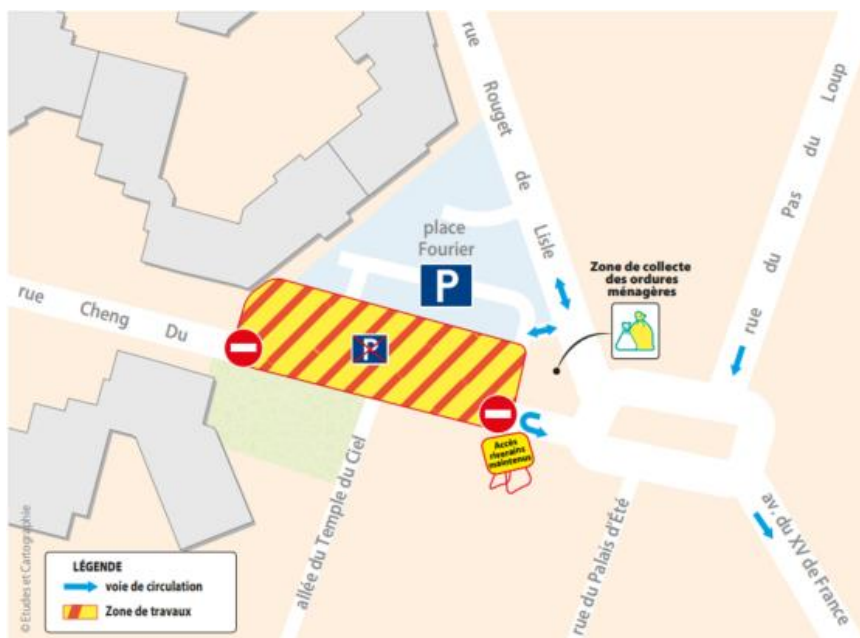 rue Rouget de Lisle
rue du Pas du Loup
place
Fourier
P
Zone de collecte
des ordures
ménagères
rue Cheng Du
P
Accès
riverains
maintenus
allée du Temple du Ciel
rue du Palais d'Été
av. du XV de France
LÉGENDE
voie de circulation
Zone de travaux
© Etudes et Cartographie